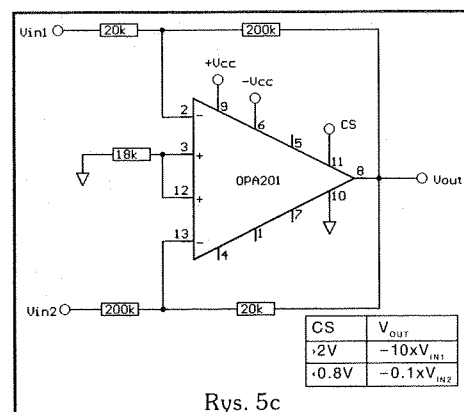 Vin1
20k
200k
+Vcc
-Vcc
2
-
9
6
5
CS
3
+
18k
11
OPA201
8
Vout
12
+
10
7
13
-
1
4
Vin2
200k
20k
CS VOUT
>2V -10xVIN1
<0.8V -0.1xVIN2
Rys. 5c